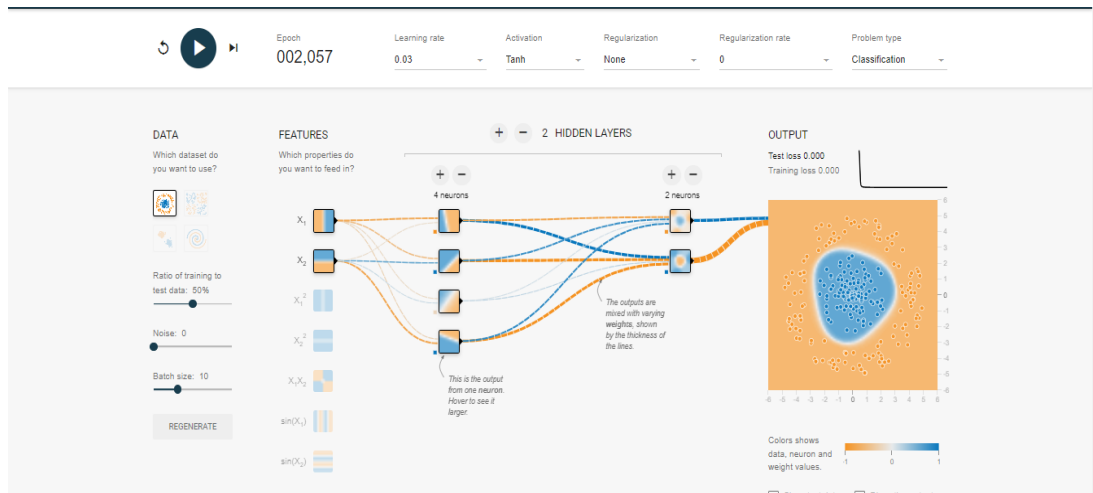 Epoch
002,057
Learning rate
0.03
Activation
Tanh
Regularization
None
Regularization rate
0
Problem type
Classification
DATA
Which dataset do
you want to use?
Ratio of training to
test data: 50%
Noise: 0
Batch size: 10
REGENERATE
FEATURES
Which properties do
you want to feed in?
X₁
X₂
X₁²
X₂²
X₁X₂
sin(X₁)
sin(X₂)
+ − 2 HIDDEN LAYERS
+ −
4 neurons
+ −
2 neurons
This is the output
from one neuron.
Hover to see it
larger.
The outputs are
mixed with varying
weights, shown
by the thickness of
the lines.
OUTPUT
Test loss 0.000
Training loss 0.000
6
5
4
3
2
1
0
-1
-2
-3
-4
-5
-6
-6 -5 -4 -3 -2 -1 0 1 2 3 4 5 6
Colors shows
data, neuron and
weight values.
-1 0 1